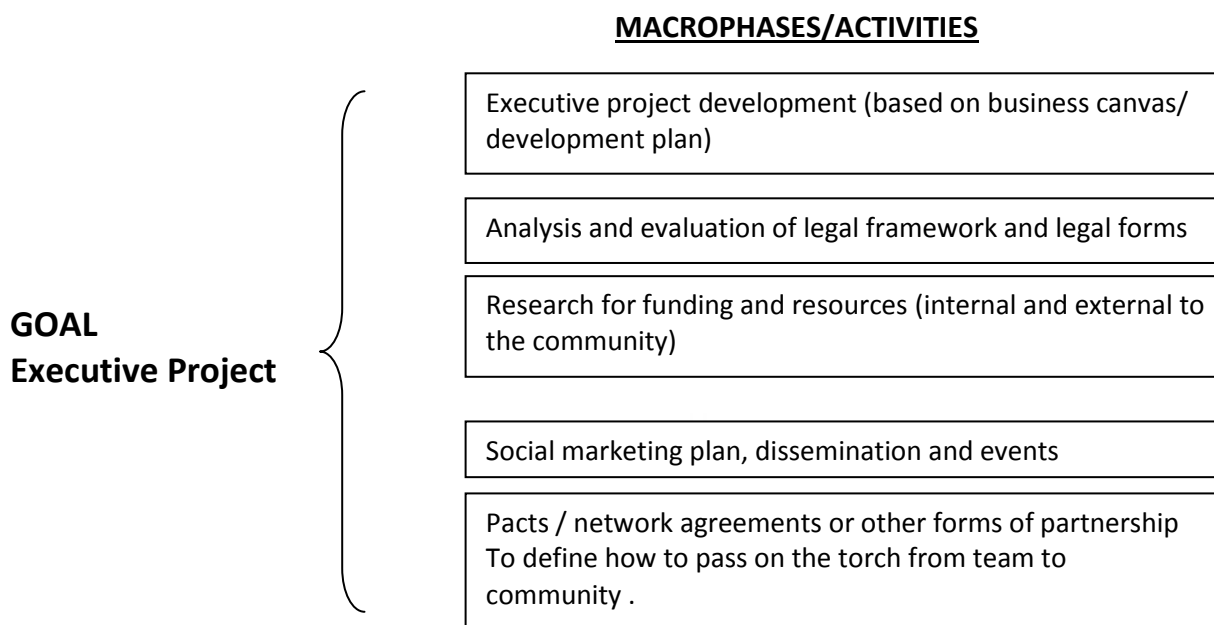 MACROPHASES/ACTIVITIES
Executive project development (based on business canvas/
development plan)
Analysis and evaluation of legal framework and legal forms
Research for funding and resources (internal and external to
the community)
GOAL
Executive Project
Social marketing plan, dissemination and events
Pacts / network agreements or other forms of partnership
To define how to pass on the torch from team to
community .